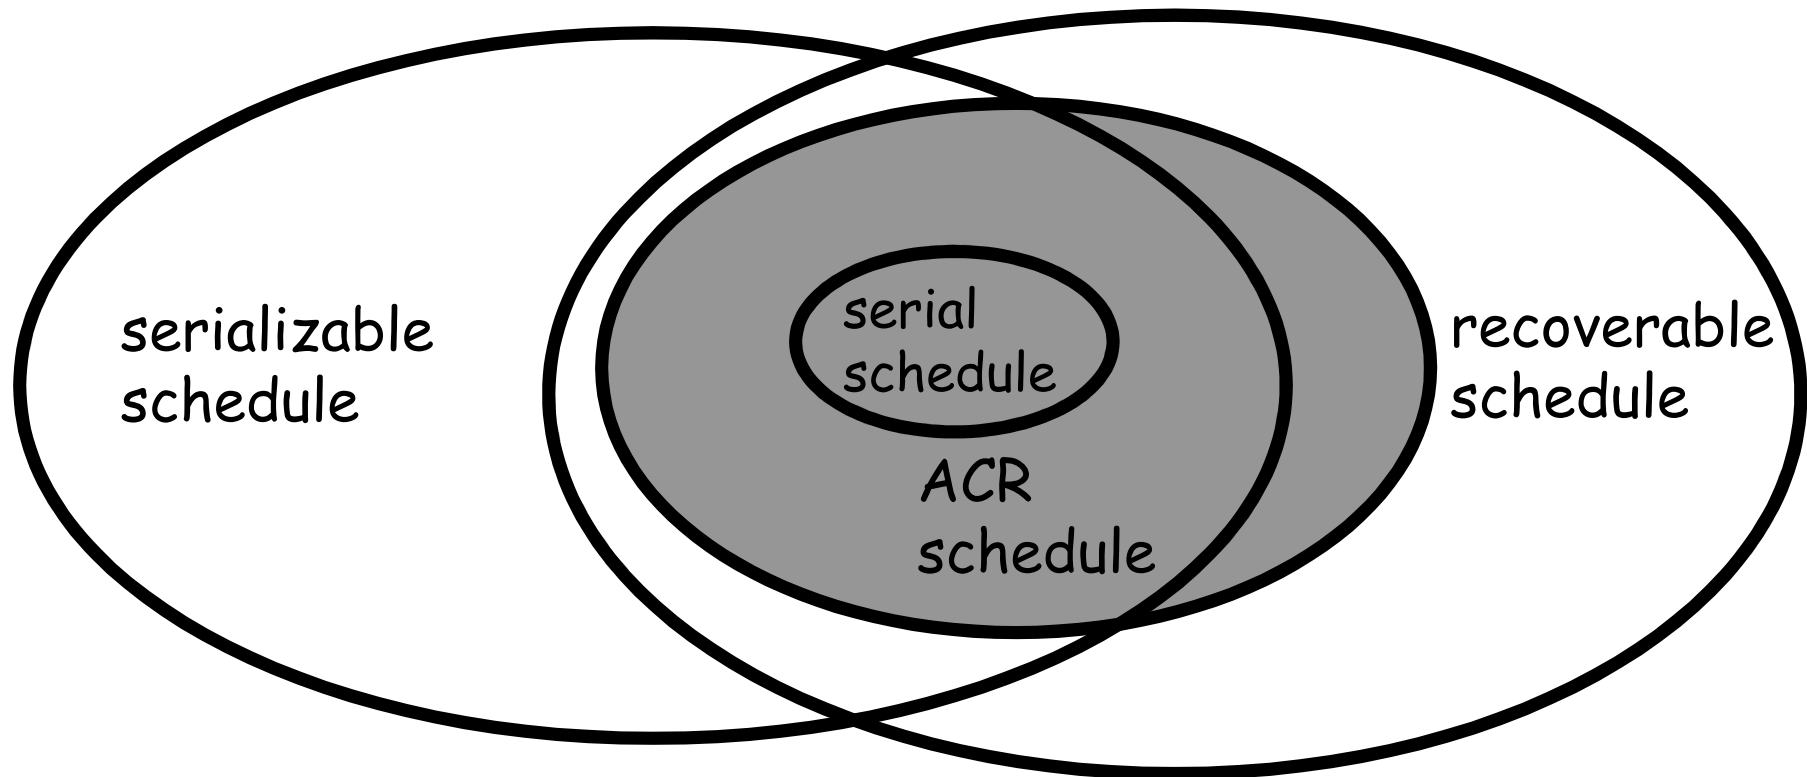 serializable
schedule
serial
schedule
ACR
schedule
recoverable
schedule